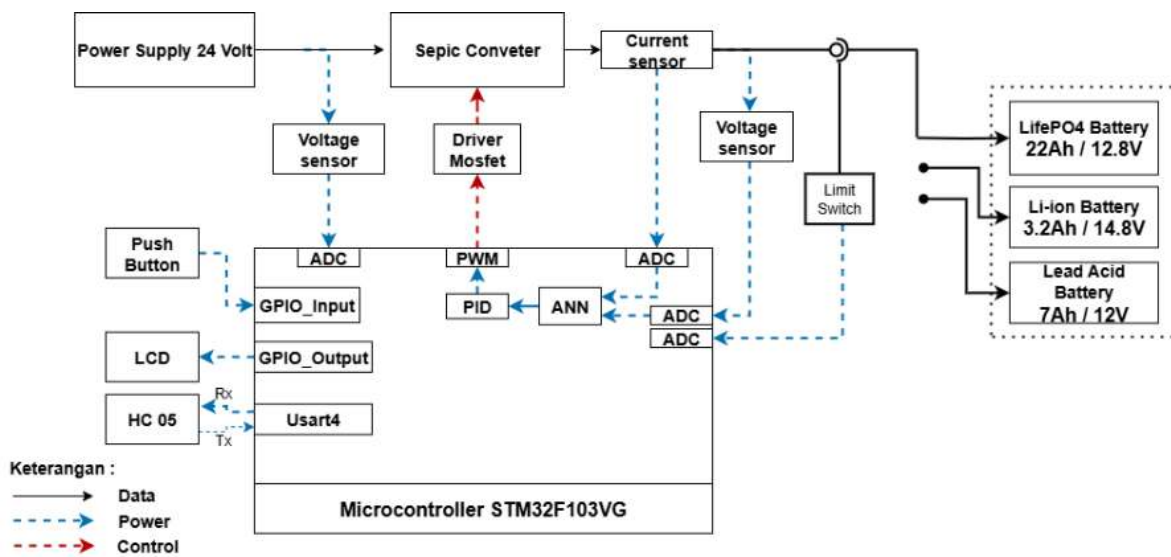 Power Supply 24 Volt
Sepic Conveter
Current
sensor
Voltage
sensor
Driver
Mosfet
Voltage
sensor
LifePO4 Battery
22Ah / 12.8V
Limit
Switch
Li-ion Battery
3.2Ah / 14.8V
Lead Acid
Battery
7Ah / 12V
Push
Button
ADC
PWM
ADC
GPIO_Input
PID
ANN
ADC
ADC
LCD
GPIO_Output
Rx
HC 05
Usart4
Tx
Keterangan :
Data
Power
Control
Microcontroller STM32F103VG